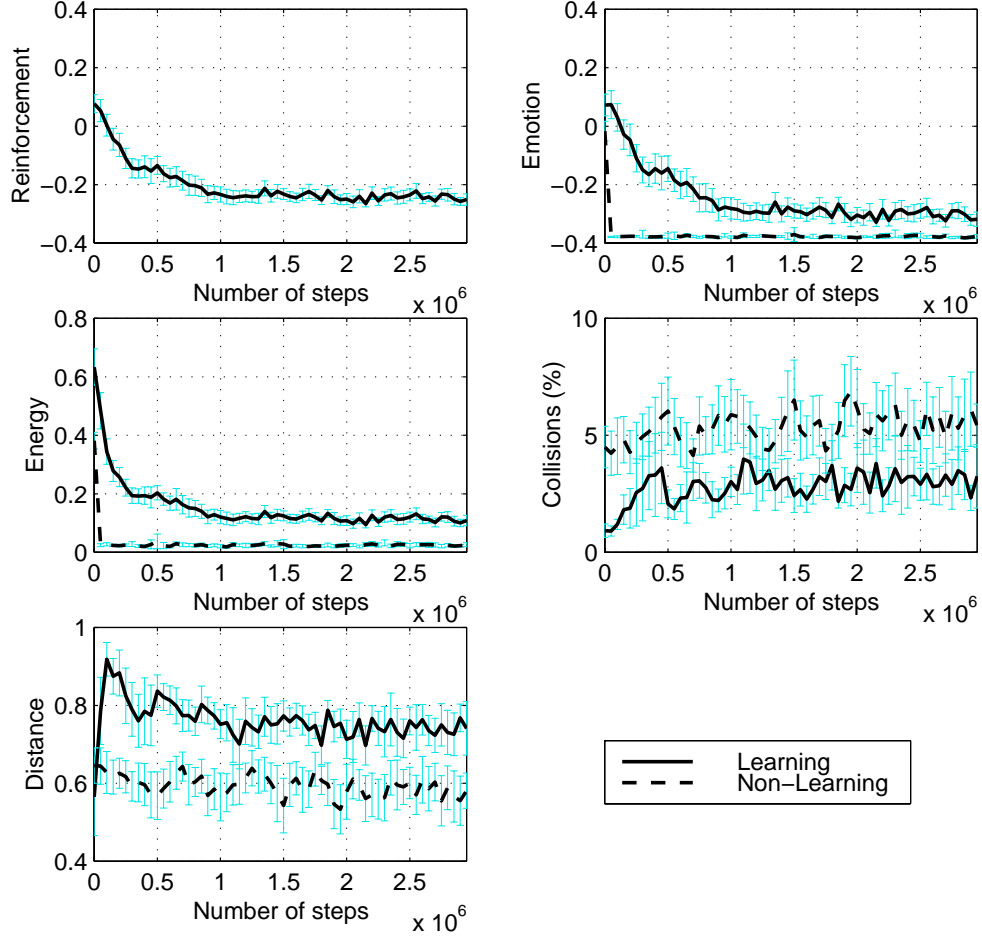 0.4
0.2
0
−0.2
−0.4
Reinforcement
0 0.5 1 1.5 2 2.5
Number of steps
x 10^6
0.4
0.2
0
−0.2
−0.4
Emotion
0 0.5 1 1.5 2 2.5
Number of steps
x 10^6
0.8
0.6
0.4
0.2
0
Energy
0 0.5 1 1.5 2 2.5
Number of steps
x 10^6
10
5
0
Collisions (%)
0 0.5 1 1.5 2 2.5
Number of steps
x 10^6
1
0.8
0.6
0.4
Distance
0 0.5 1 1.5 2 2.5
Number of steps
x 10^6
Learning
Non−Learning